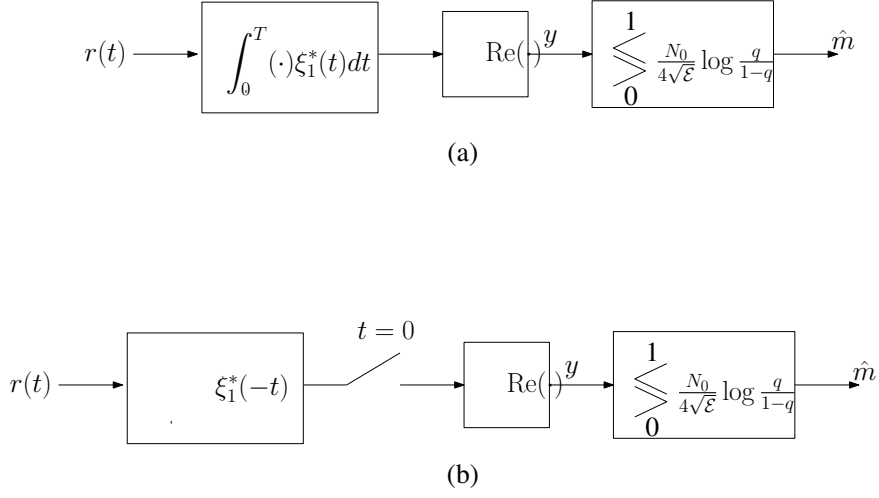 r(t) ∫_0^T (·)ξ_1^*(t)dt Re( ) y 1 ≶ 0 N_0/(4√ℰ) log q/(1−q) m̂
(a)
t = 0
r(t) ξ_1^*(−t) Re( ) y 1 ≶ 0 N_0/(4√ℰ) log q/(1−q) m̂
(b)